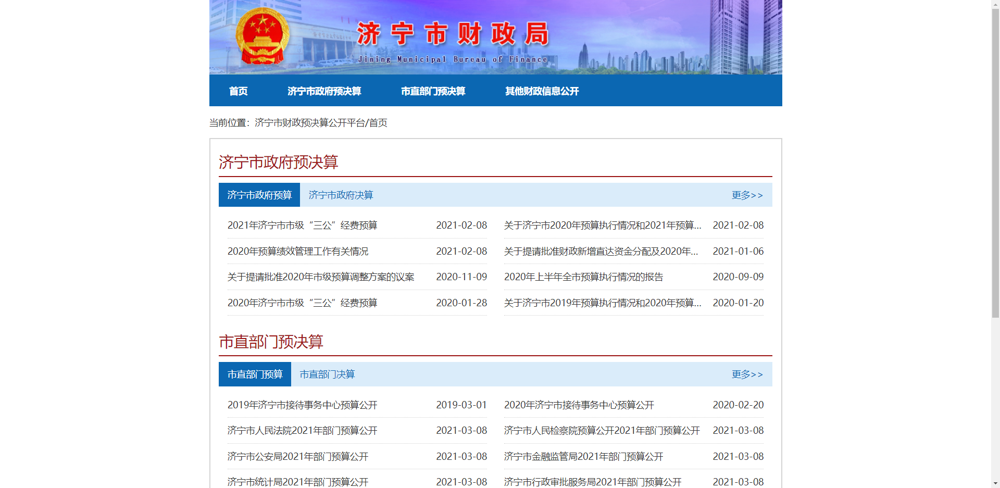 济宁市财政局
Jining Municipal Bureau of Finance
首页 济宁市政府预决算 市直部门预决算 其他财政信息公开
当前位置：济宁市财政预决算公开平台/首页
济宁市政府预决算
济宁市政府预算 济宁市政府决算 更多>>
2021年济宁市市级“三公”经费预算 2021-02-08 关于济宁市2020年预算执行情况和2021年预算... 2021-02-08
2020年预算绩效管理工作有关情况 2021-02-08 关于提请批准财政新增直达资金分配及2020年... 2021-01-06
关于提请批准2020年市级预算调整方案的议案 2020-11-09 2020年上半年全市预算执行情况的报告 2020-09-09
2020年济宁市市级“三公”经费预算 2020-01-28 关于济宁市2019年预算执行情况和2020年预算... 2020-01-20
市直部门预决算
市直部门预算 市直部门决算 更多>>
2019年济宁市接待事务中心预算公开 2019-03-01 2020年济宁市接待事务中心预算公开 2020-02-20
济宁市人民法院2021年部门预算公开 2021-03-08 济宁市人民检察院预算公开2021年部门预算公开 2021-03-08
济宁市公安局2021年部门预算公开 2021-03-08 济宁市金融监管局2021年部门预算公开 2021-03-08
济宁市统计局2021年部门预算公开 2021-03-08 济宁市行政审批服务局2021年部门预算公开 2021-03-08